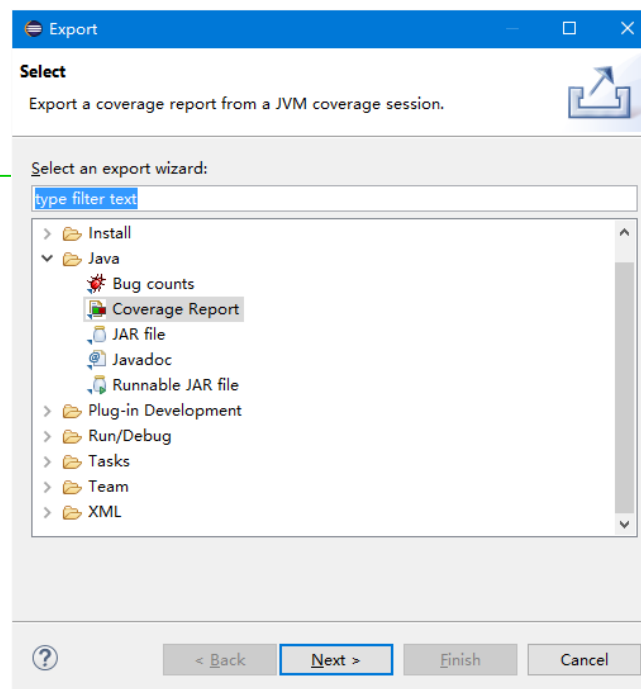 Export
Select
Export a coverage report from a JVM coverage session.
Select an export wizard:
type filter text
Install
Java
Bug counts
Coverage Report
JAR file
Javadoc
Runnable JAR file
Plug-in Development
Run/Debug
Tasks
Team
XML
< Back Next > Finish Cancel